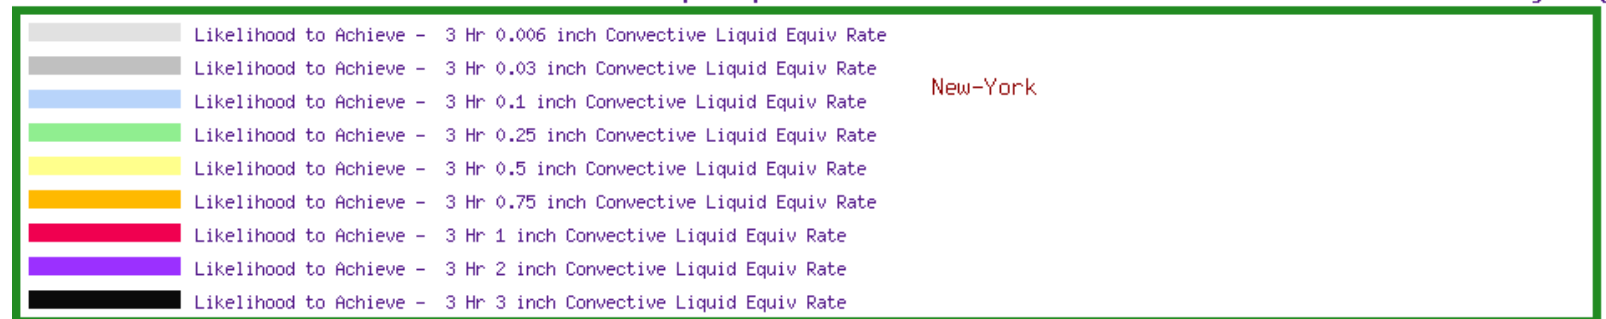 Likelihood to Achieve - 3 Hr 0.006 inch Convective Liquid Equiv Rate
Likelihood to Achieve - 3 Hr 0.03 inch Convective Liquid Equiv Rate
New-York
Likelihood to Achieve - 3 Hr 0.1 inch Convective Liquid Equiv Rate
Likelihood to Achieve - 3 Hr 0.25 inch Convective Liquid Equiv Rate
Likelihood to Achieve - 3 Hr 0.5 inch Convective Liquid Equiv Rate
Likelihood to Achieve - 3 Hr 0.75 inch Convective Liquid Equiv Rate
Likelihood to Achieve - 3 Hr 1 inch Convective Liquid Equiv Rate
Likelihood to Achieve - 3 Hr 2 inch Convective Liquid Equiv Rate
Likelihood to Achieve - 3 Hr 3 inch Convective Liquid Equiv Rate